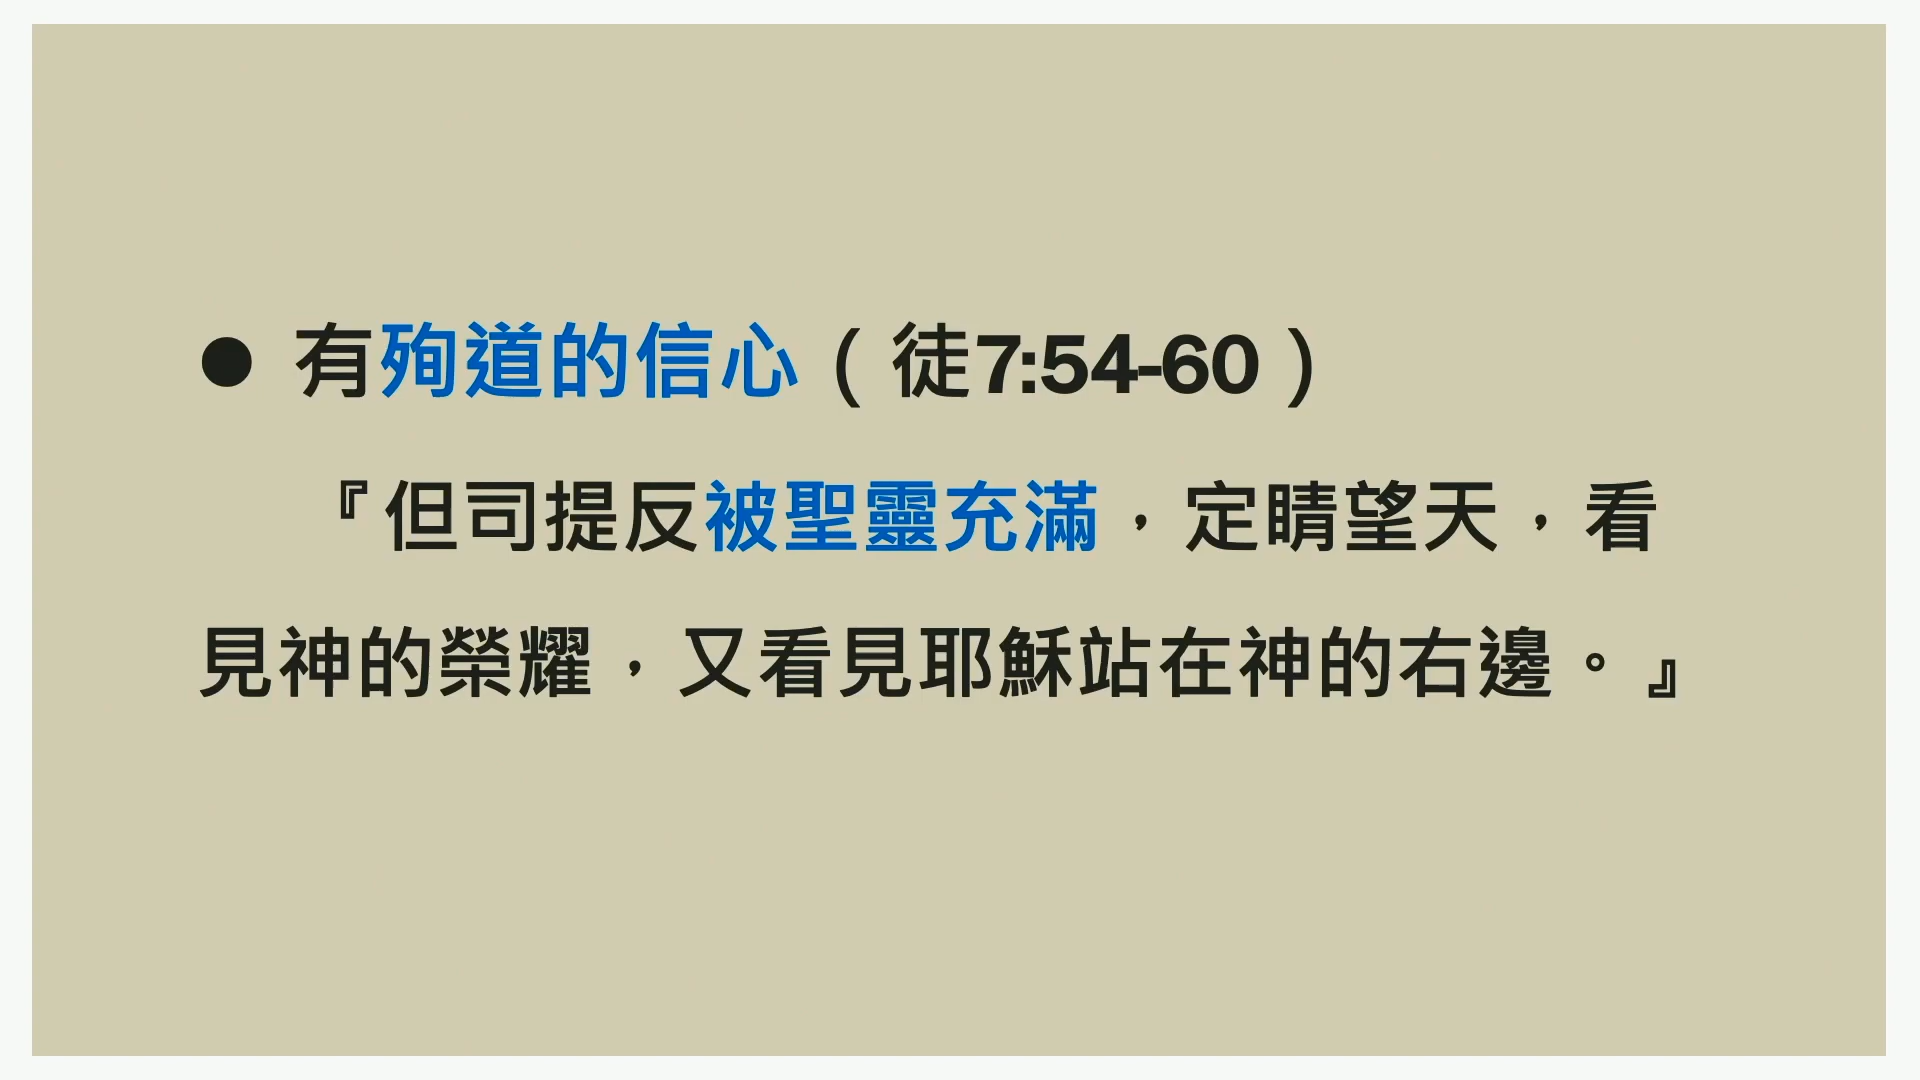 ● 有殉道的信心（徒7:54-60）
『但司提反被聖靈充滿，定睛望天，看
見神的榮耀，又看見耶穌站在神的右邊。』